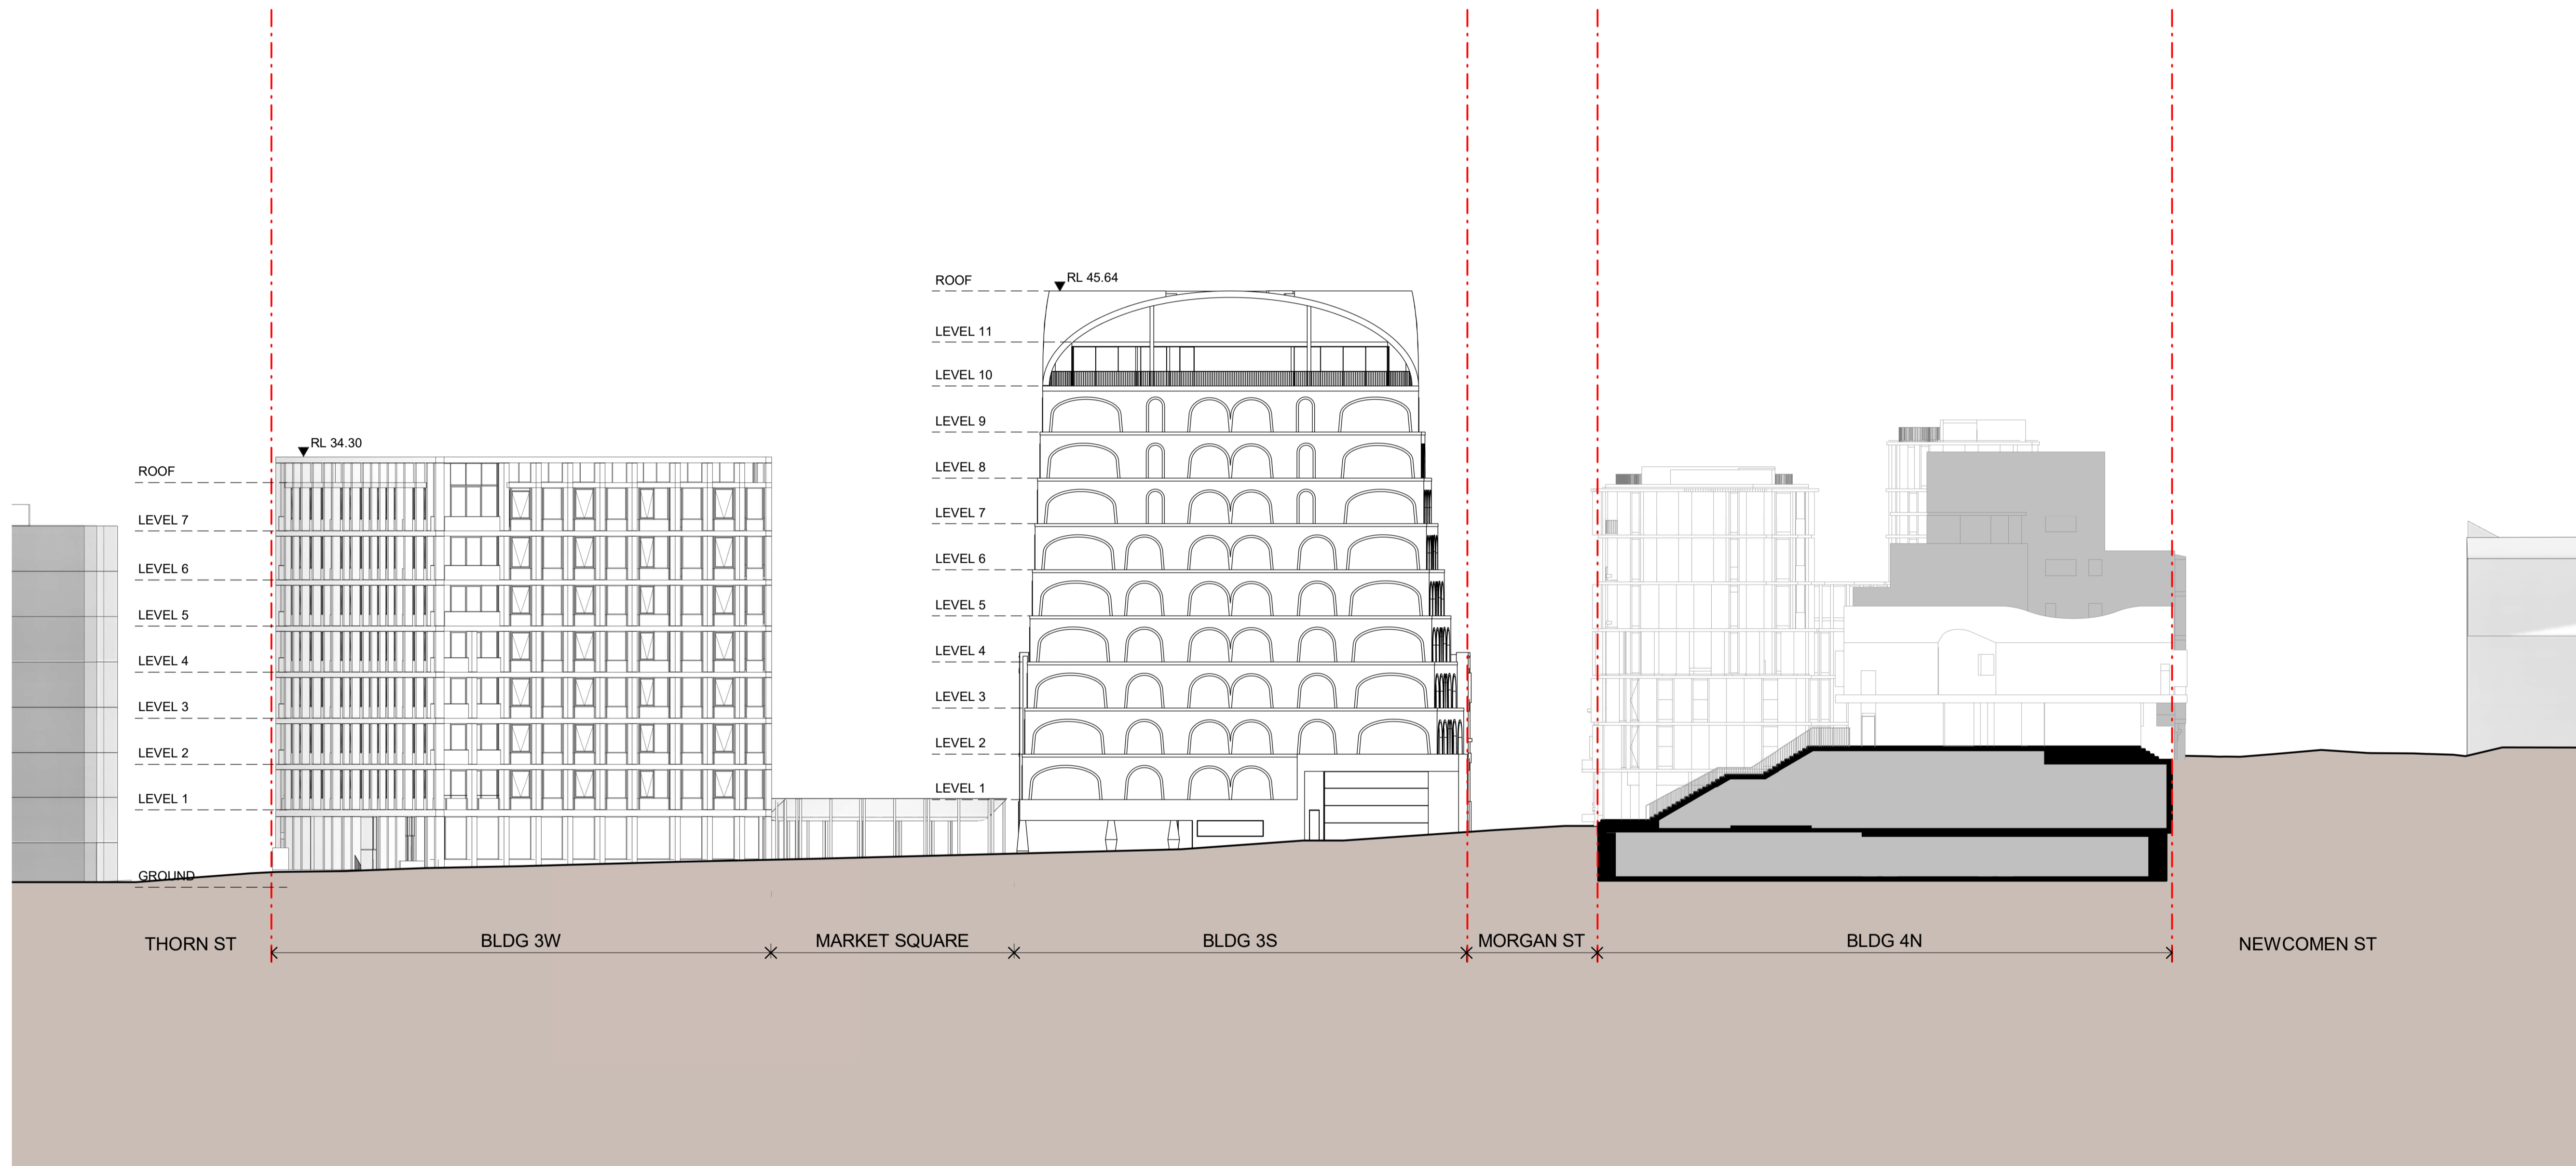 ROOF
RL 45.64
LEVEL 11
LEVEL 10
LEVEL 9
LEVEL 8
LEVEL 7
LEVEL 6
LEVEL 5
LEVEL 4
LEVEL 3
LEVEL 2
LEVEL 1
RL 34.30
ROOF
LEVEL 7
LEVEL 6
LEVEL 5
LEVEL 4
LEVEL 3
LEVEL 2
LEVEL 1
GROUND
THORN ST
BLDG 3W
MARKET SQUARE
BLDG 3S
MORGAN ST
BLDG 4N
NEWCOMEN ST